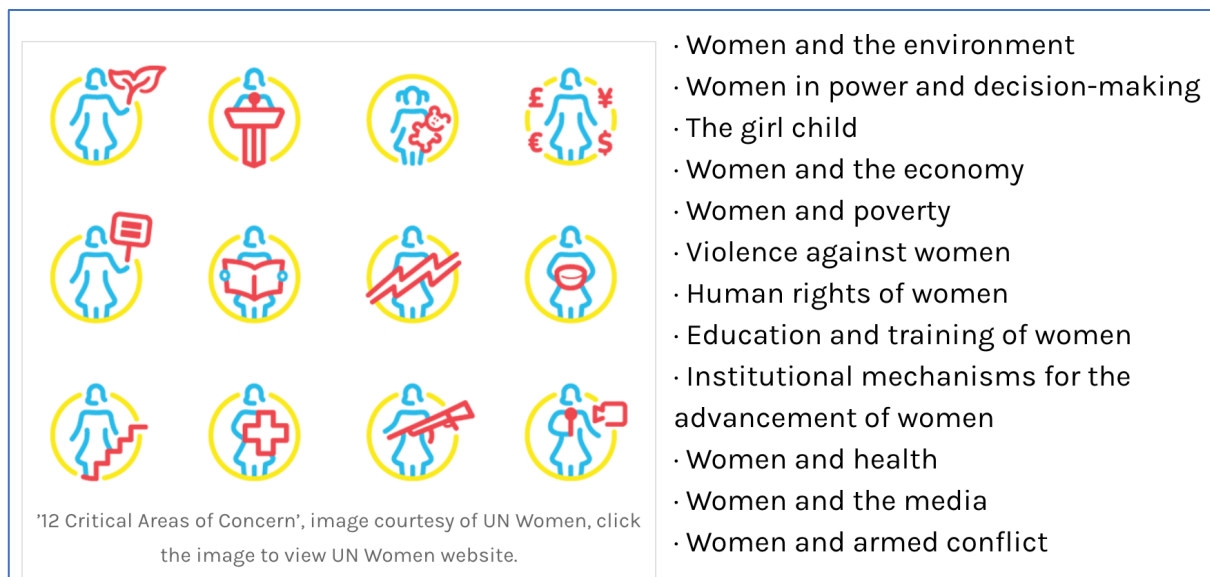 £ ¥
€ $
'12 Critical Areas of Concern', image courtesy of UN Women, click
the image to view UN Women website.
· Women and the environment
· Women in power and decision-making
· The girl child
· Women and the economy
· Women and poverty
· Violence against women
· Human rights of women
· Education and training of women
· Institutional mechanisms for the
advancement of women
· Women and health
· Women and the media
· Women and armed conflict